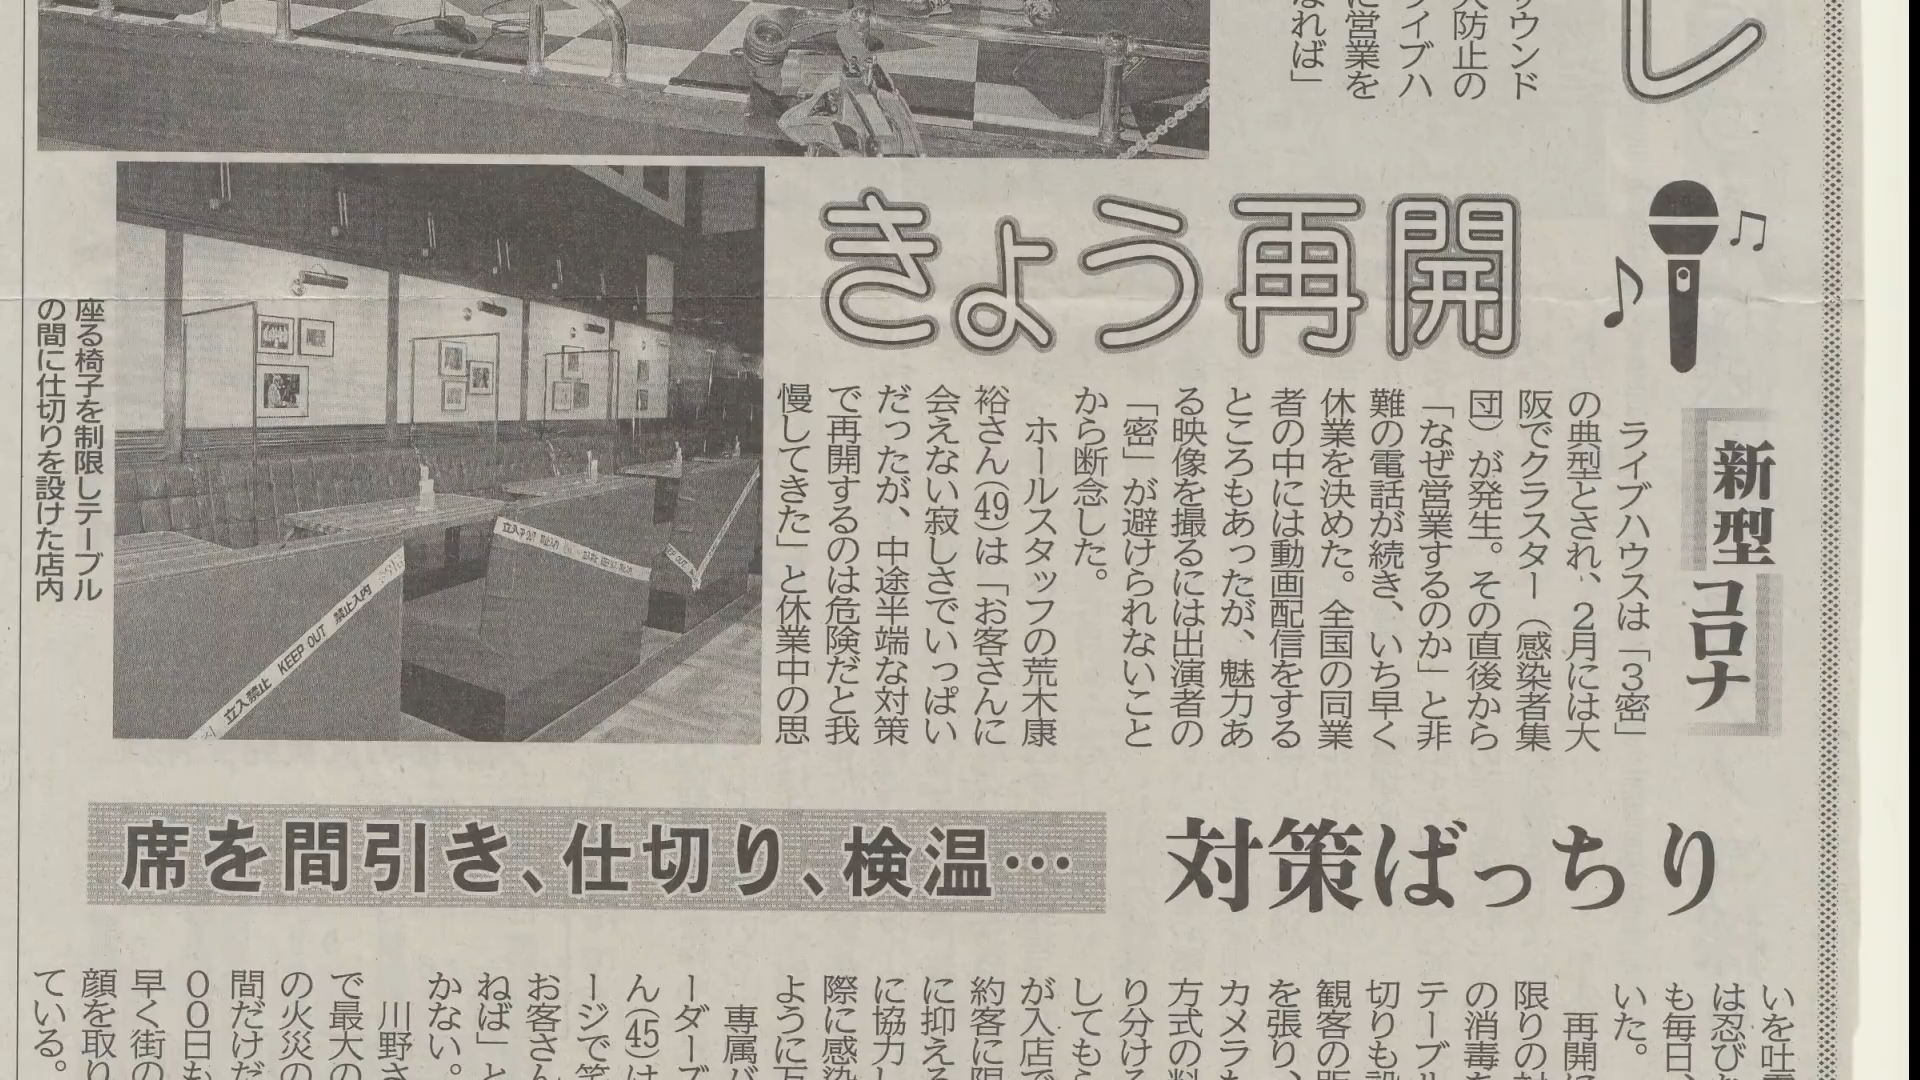 ウンド
大防止の
ライブハ
に営業を
なれば」
レ
きょう再開
新型コロナ
ライブハウスは「3密」
の典型とされ、2月には大
阪でクラスター(感染者集
団)が発生。その直後から
「なぜ営業するのか」と非
難の電話が続き、いち早く
休業を決めた。全国の同業
者の中には動画配信をする
ところもあったが、魅力あ
る映像を撮るには出演者の
「密」が避けられないこと
から断念した。
ホールスタッフの荒木康
裕さん(49)は「お客さんに
会えない寂しさでいっぱい
だったが、中途半端な対策
で再開するのは危険だと我
慢してきた」と休業中の思
座る椅子を制限しテーブル
の間に仕切りを設けた店内
立入禁止 KEEP OUT 禁止入内
対策ばっちり
席を間引き、仕切り、検温…
いを吐
は忍び
も毎日、
いた。
再開に
限りの対
の消毒を
テーブル
切りも設
観客の
を張り、
カメラ
方式の料
り分ける
してもら
が入店で
約客に限
に抑える
に協力し
際に感染
ように
専属バ
ーダーズ
ん(45)は
ージで笑
お客さん
ねば」と
かない。
川野さ
で最大の
の火災の
間だけだ
00日も
早く街の
顔を取り
ている。